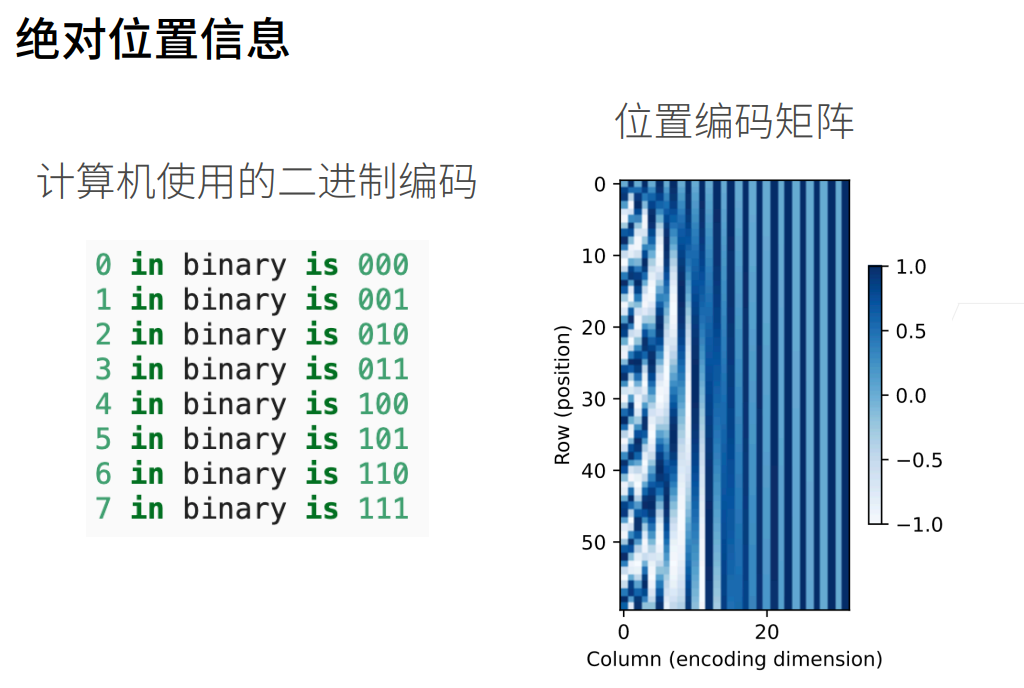 绝对位置信息
计算机使用的二进制编码
0 in binary is 000
1 in binary is 001
2 in binary is 010
3 in binary is 011
4 in binary is 100
5 in binary is 101
6 in binary is 110
7 in binary is 111
位置编码矩阵
0
10
20
30
40
50
Row (position)
0
20
Column (encoding dimension)
1.0
0.5
0.0
−0.5
−1.0